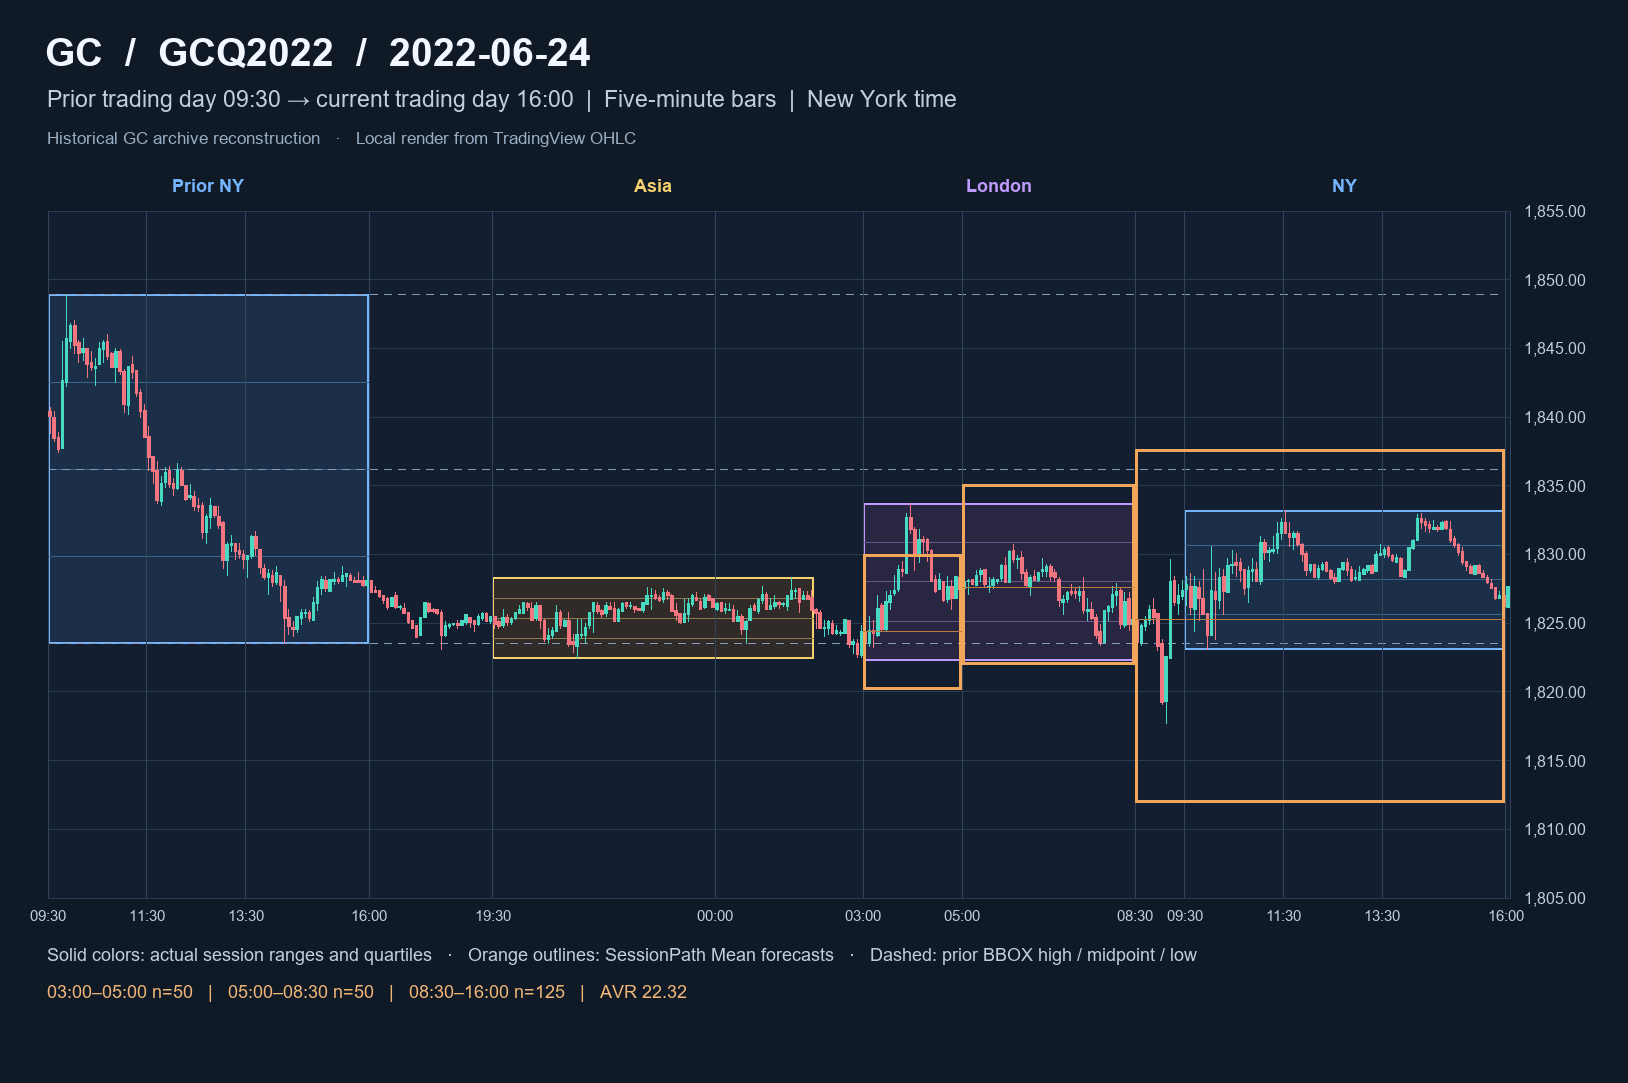 GC / GCQ2022 / 2022-06-24
Prior trading day 09:30 → current trading day 16:00 | Five-minute bars | New York time
Historical GC archive reconstruction · Local render from TradingView OHLC
Prior NY Asia London NY
1,855.00
1,850.00
1,845.00
1,840.00
1,835.00
1,830.00
1,825.00
1,820.00
1,815.00
1,810.00
1,805.00
09:30 11:30 13:30 16:00 19:30 00:00 03:00 05:00 08:30 09:30 11:30 13:30 16:00
Solid colors: actual session ranges and quartiles · Orange outlines: SessionPath Mean forecasts · Dashed: prior BBOX high / midpoint / low
03:00–05:00 n=50 | 05:00–08:30 n=50 | 08:30–16:00 n=125 | AVR 22.32